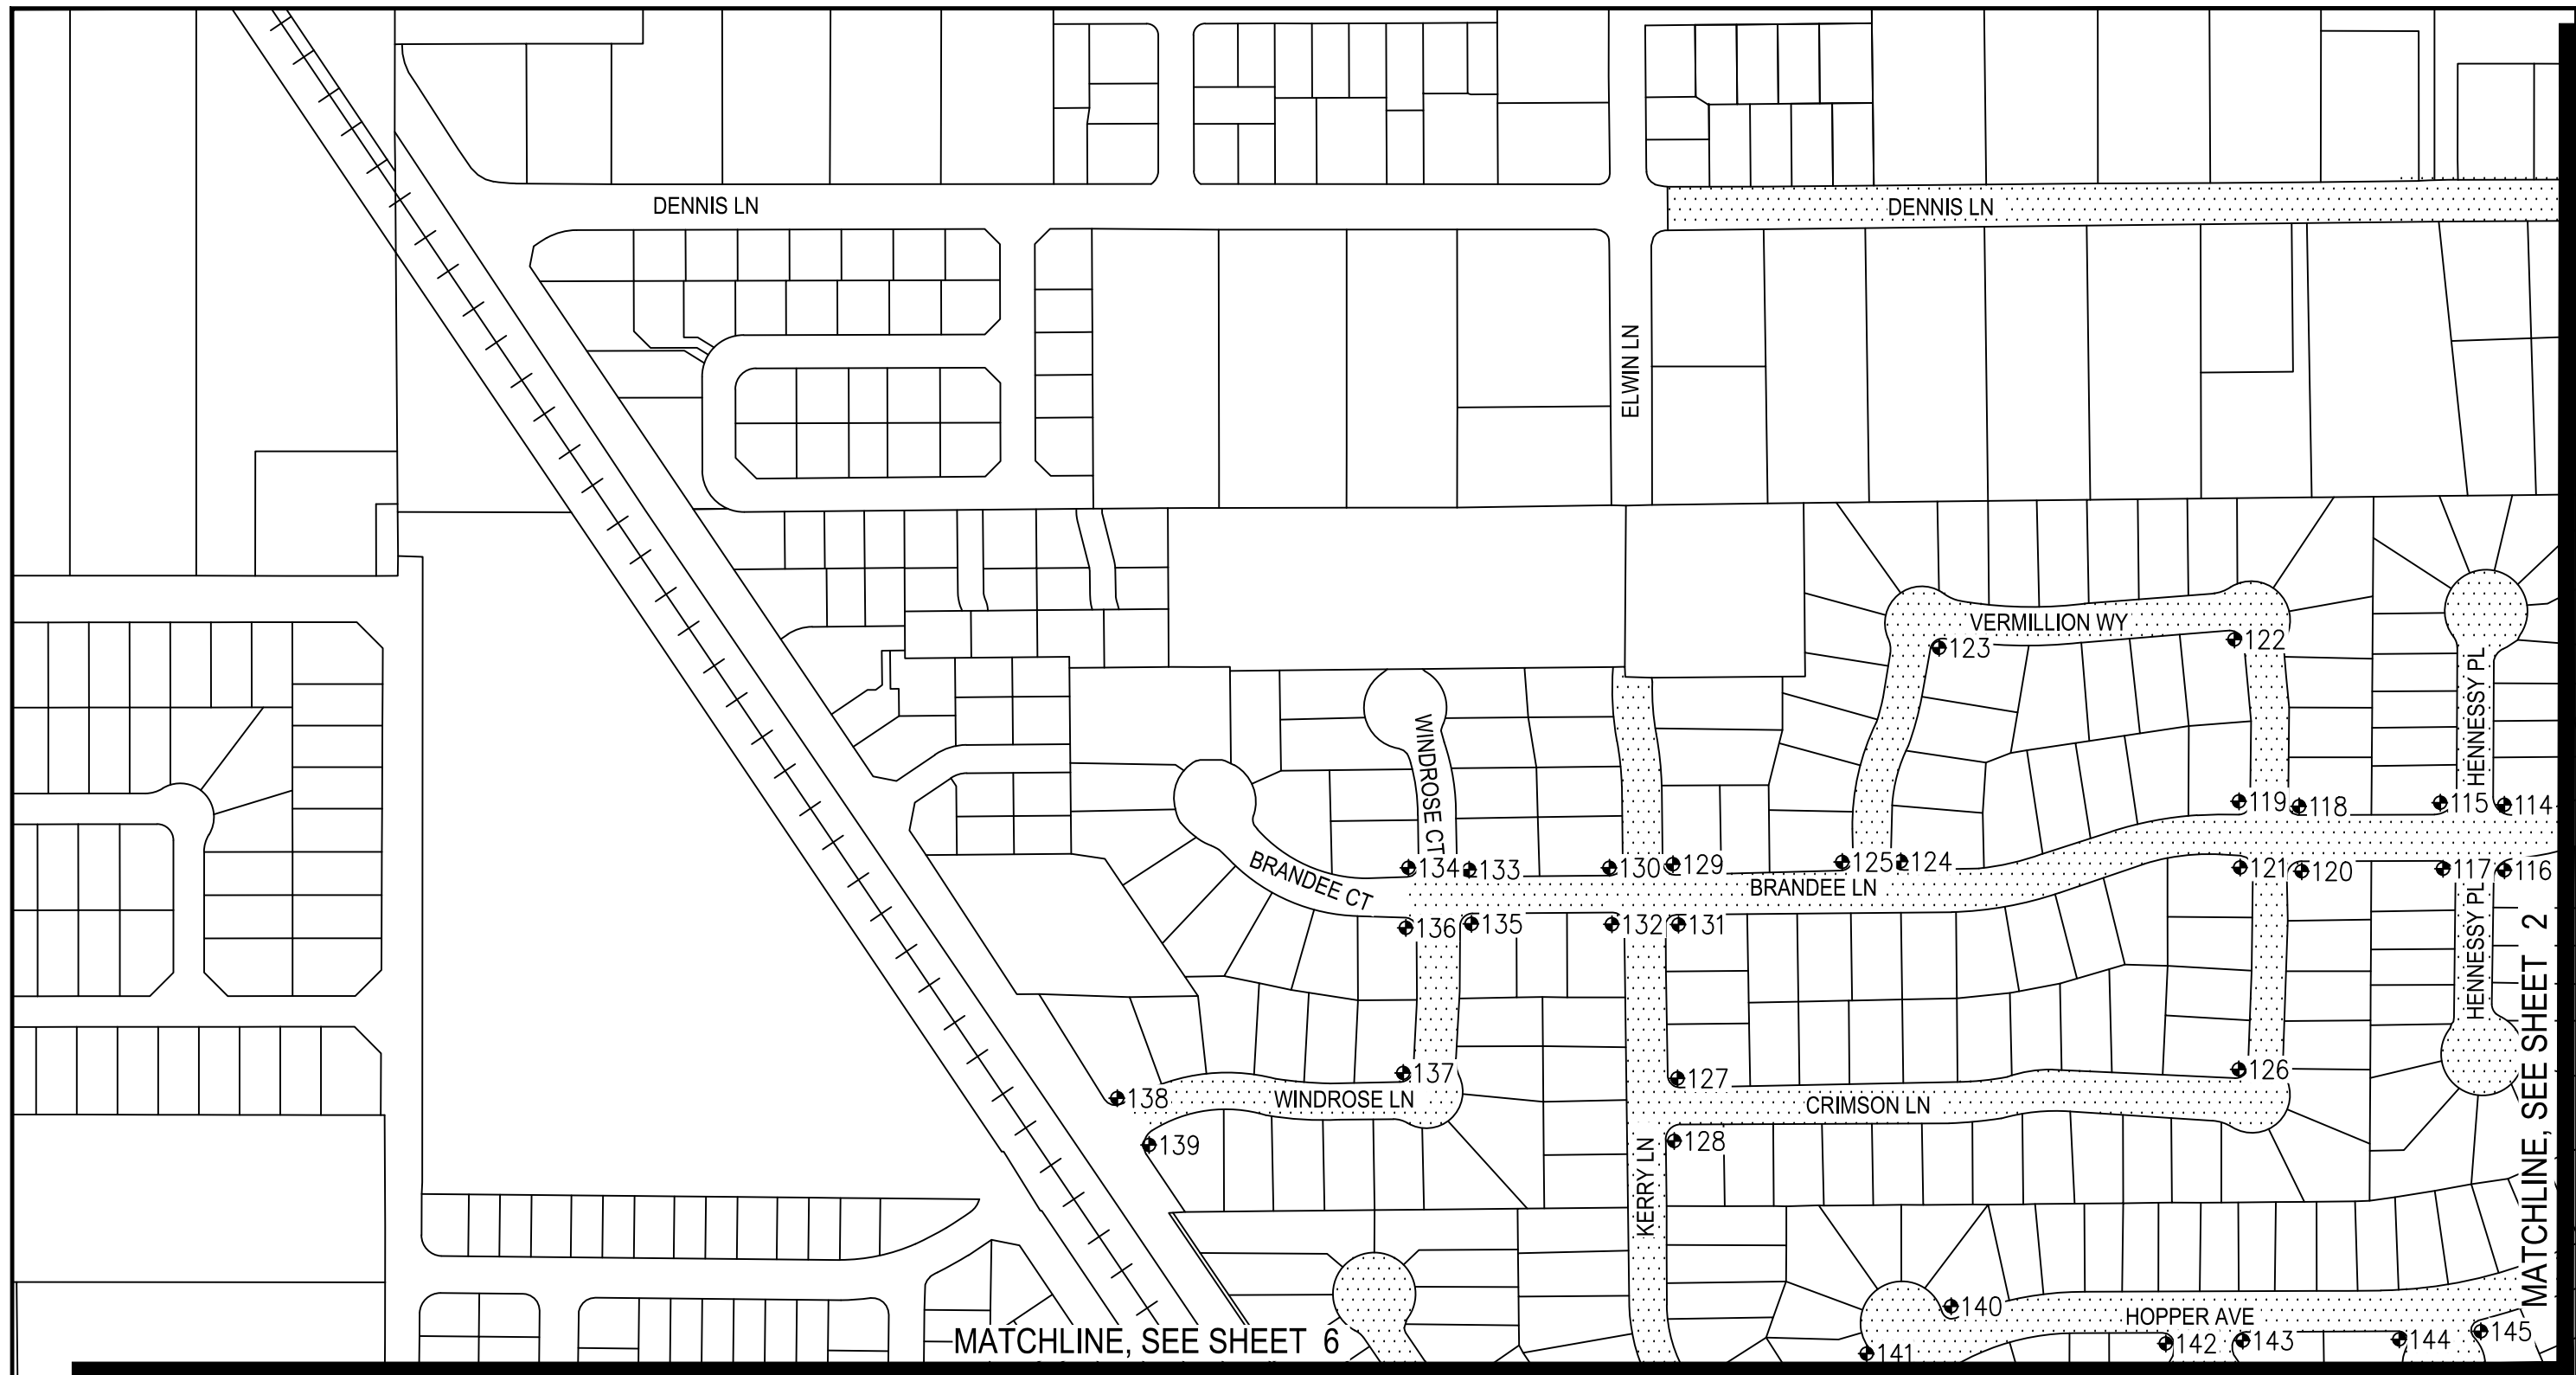 DENNIS LN
DENNIS LN
ELWIN LN
VERMILLION WY
123
122
HENNESSY PL
WINDROSE CT
119
118
115
114
134
133
130
129
125
124
BRANDEE CT
BRANDEE LN
121
120
117
116
136
135
132
131
HENNESSY PL
MATCHLINE, SEE SHEET 2
137
127
126
138
WINDROSE LN
CRIMSON LN
139
128
KERRY LN
140
HOPPER AVE
MATCHLINE, SEE SHEET 6
141
142
143
144
145